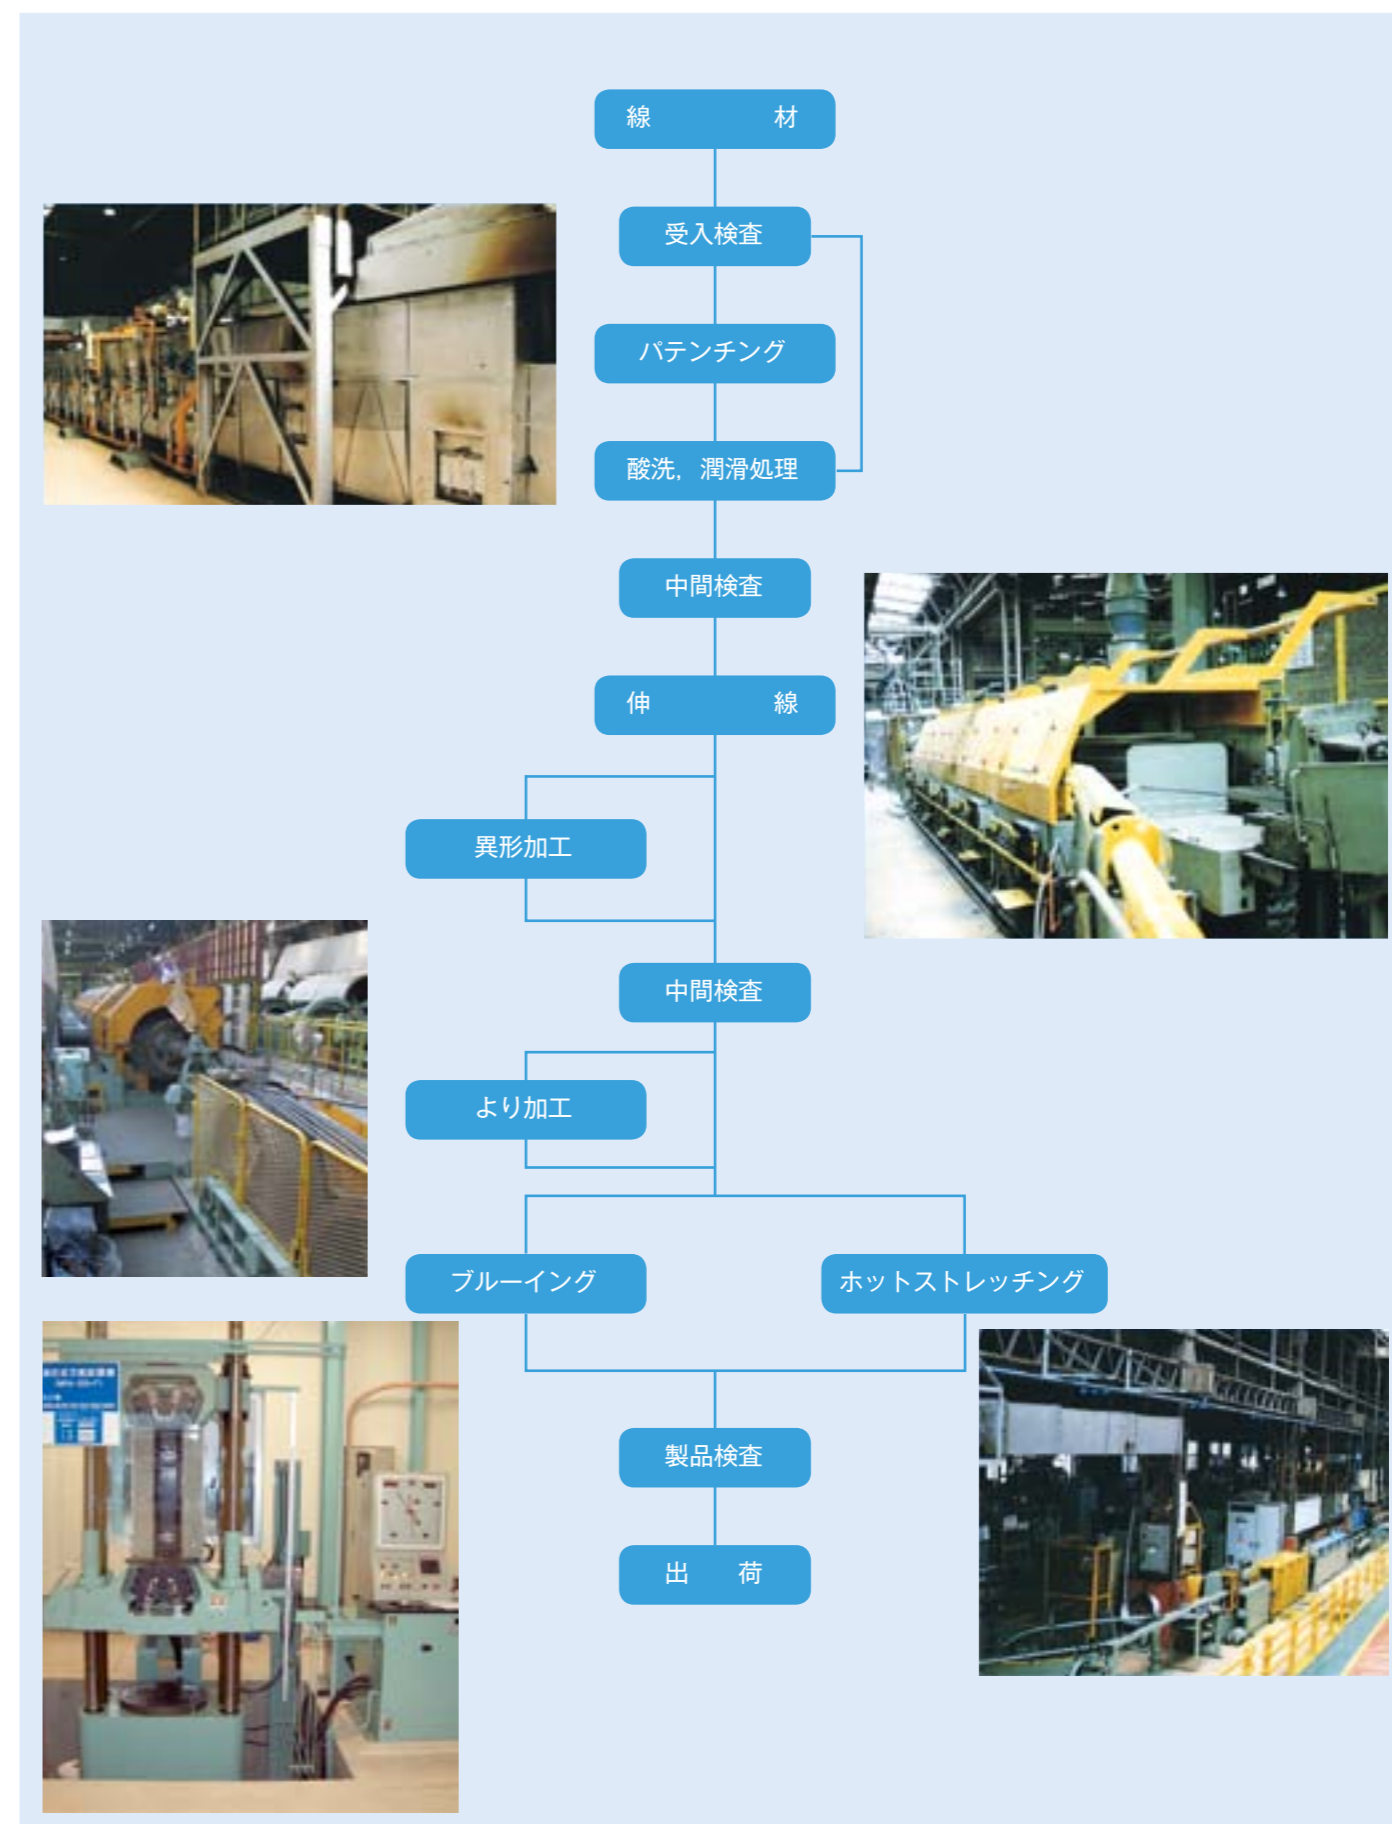 線　材
受入検査
パテンチング
酸洗，潤滑処理
中間検査
伸　線
異形加工
中間検査
より加工
ブルーイング
ホットストレッチング
製品検査
出　荷